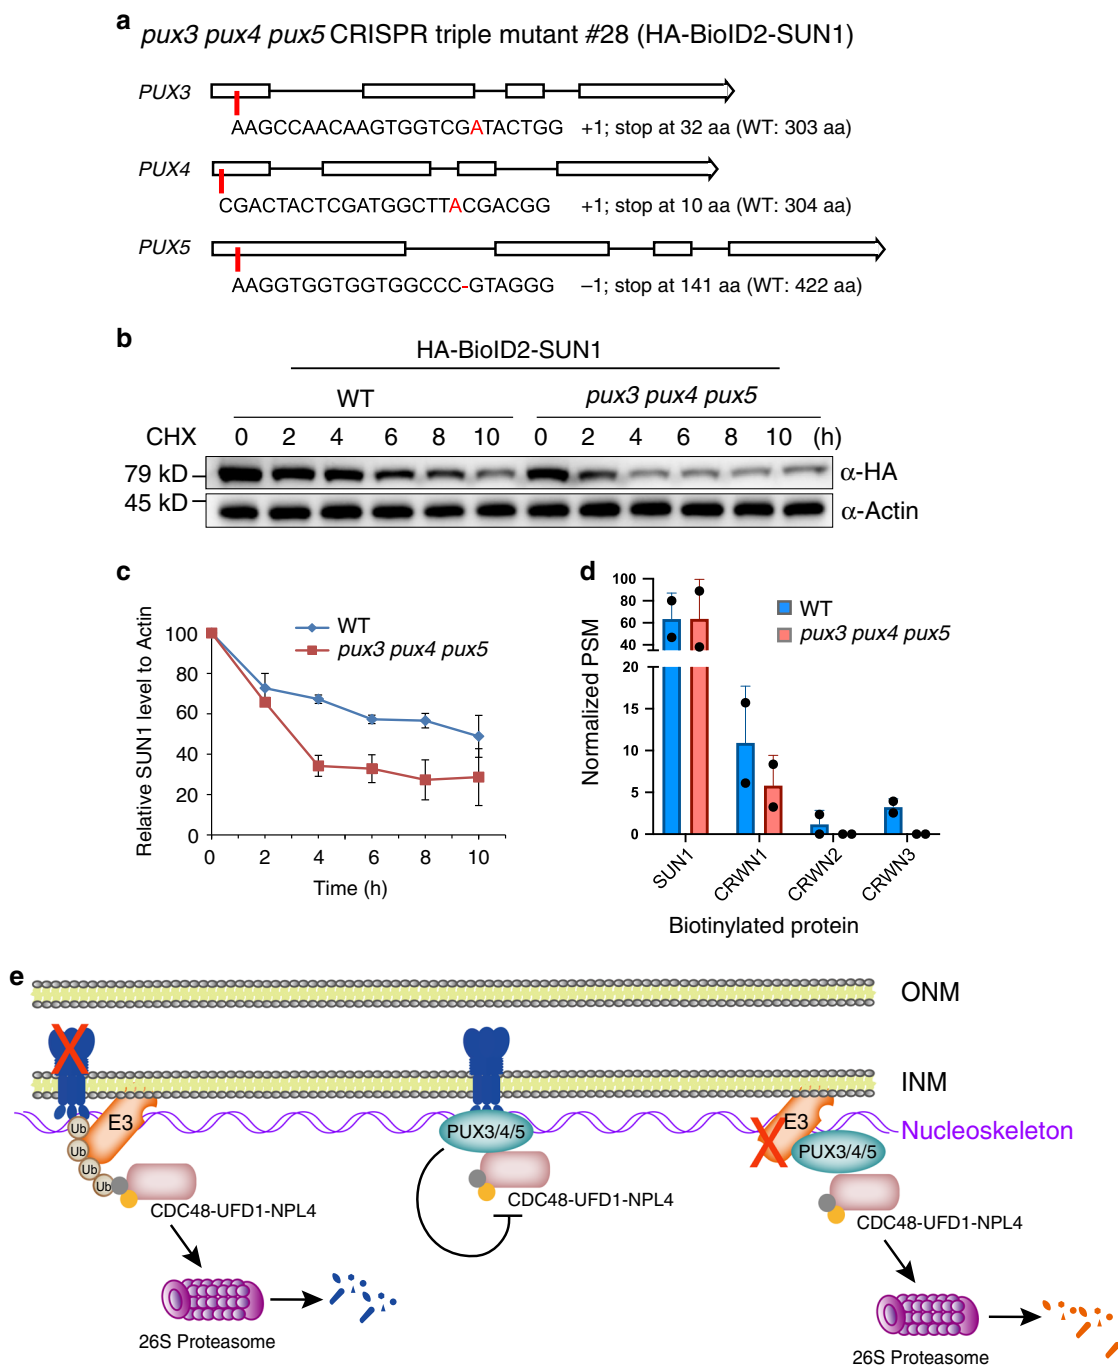 a pux3 pux4 pux5 CRISPR triple mutant #28 (HA-BioID2-SUN1)
PUX3
AAGCCAACAAGTGGTCGATACTGG +1; stop at 32 aa (WT: 303 aa)
PUX4
CGACTACTCGATGGCTTACGACGG +1; stop at 10 aa (WT: 304 aa)
PUX5
AAGGTGGTGGTGGCCC-GTAGGG –1; stop at 141 aa (WT: 422 aa)
b
HA-BioID2-SUN1
WT pux3 pux4 pux5
CHX 0 2 4 6 8 10 0 2 4 6 8 10 (h)
79 kD α-HA
45 kD α-Actin
c
Relative SUN1 level to Actin
100
80
60
40
20
0
WT
pux3 pux4 pux5
0 2 4 6 8 10
Time (h)
d
Normalized PSM
100
80
60
40
20
15
10
5
0
WT
pux3 pux4 pux5
SUN1 CRWN1 CRWN2 CRWN3
Biotinylated protein
e
ONM
INM
Nucleoskeleton
E3
Ub
Ub
Ub
Ub
CDC48-UFD1-NPL4
26S Proteasome
PUX3/4/5
CDC48-UFD1-NPL4
E3
PUX3/4/5
CDC48-UFD1-NPL4
26S Proteasome